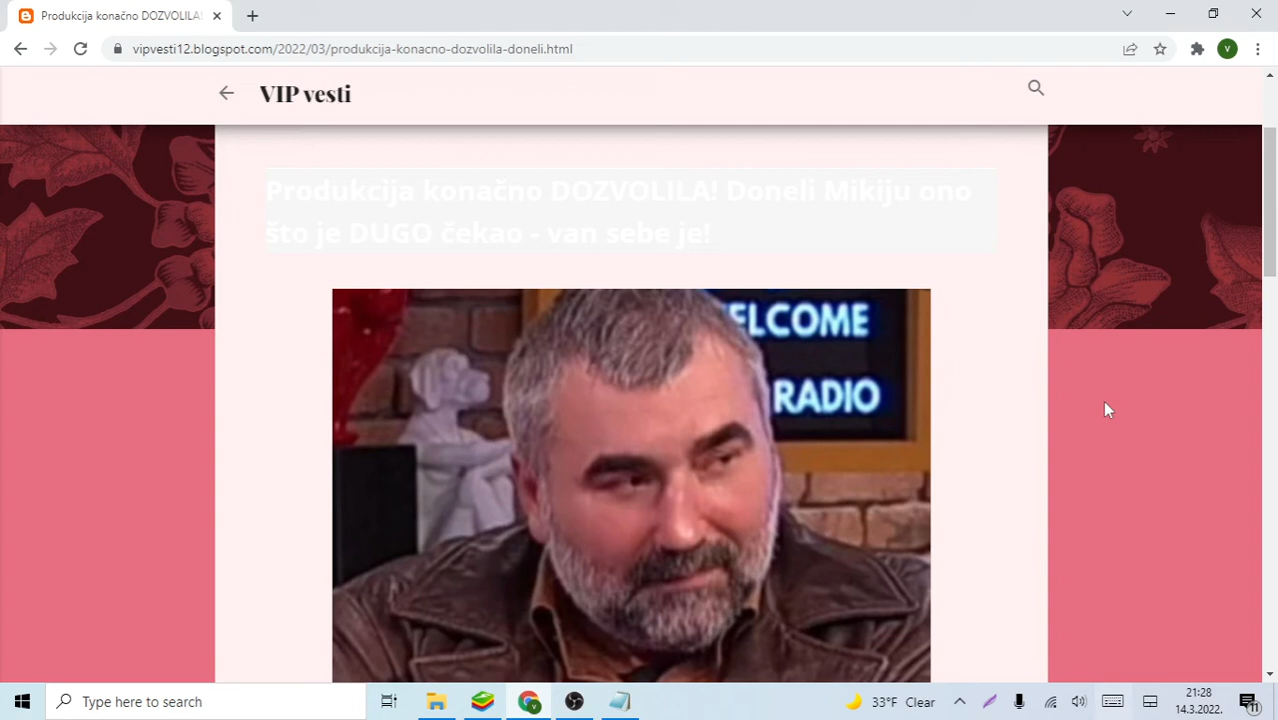 Produkcija konačno DOZVOLILA!
vipvesti12.blogspot.com/2022/03/produkcija-konacno-dozvolila-doneli.html
V
VIP vesti
Produkcija konačno DOZVOLILA! Doneli Mikiju ono
što je DUGO čekao - van sebe je!
ELCOME
RADIO
Type here to search
33°F Clear
21:28
14.3.2022.
11